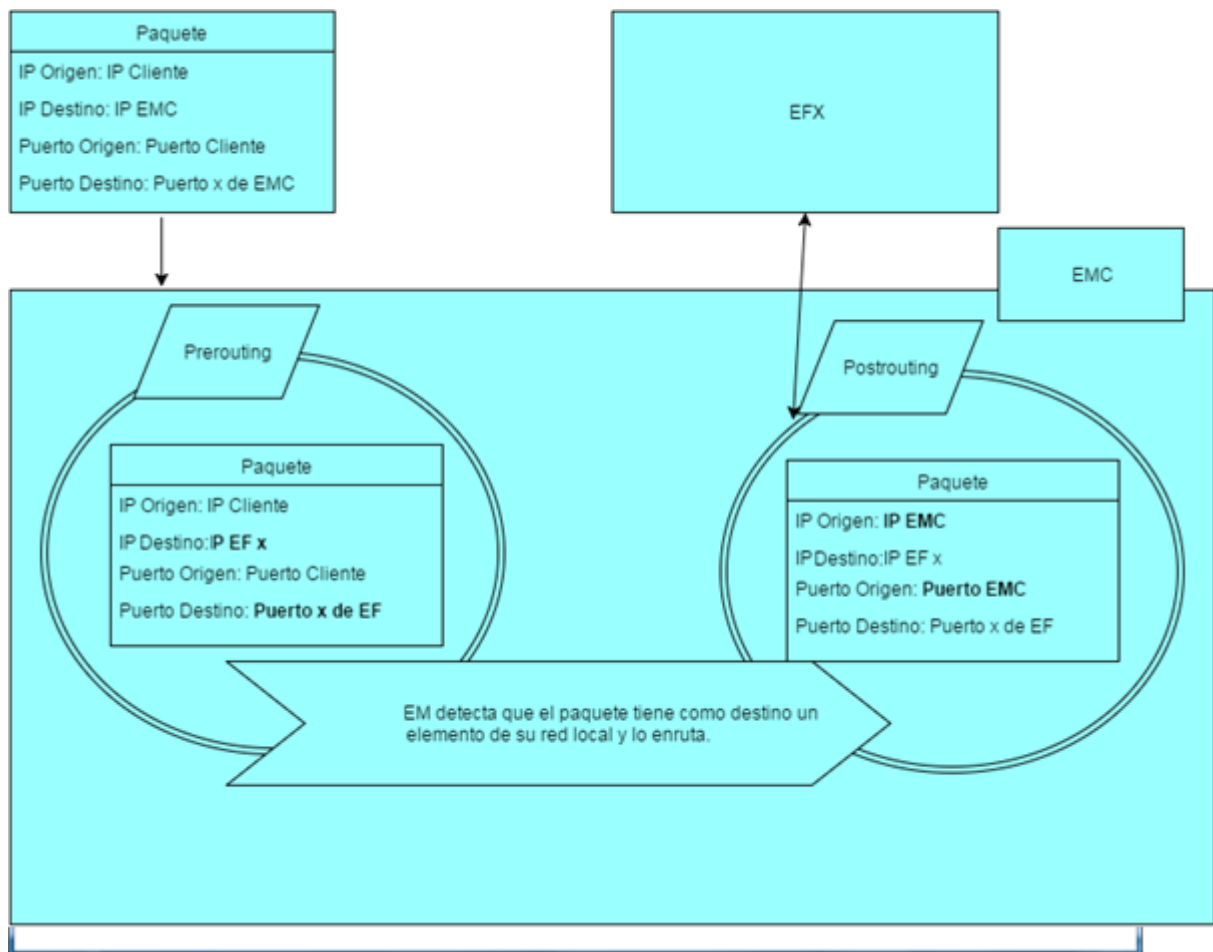 Paquete
IP Origen: IP Cliente
IP Destino: IP EMC
Puerto Origen: Puerto Cliente
Puerto Destino: Puerto x de EMC
EFX
EMC
Prerouting
Paquete
IP Origen: IP Cliente
IP Destino:IP EF x
Puerto Origen: Puerto Cliente
Puerto Destino: Puerto x de EF
Postrouting
Paquete
IP Origen: IP EMC
IPDestino:IP EF x
Puerto Origen: Puerto EMC
Puerto Destino: Puerto x de EF
EM detecta que el paquete tiene como destino un
elemento de su red local y lo enruta.